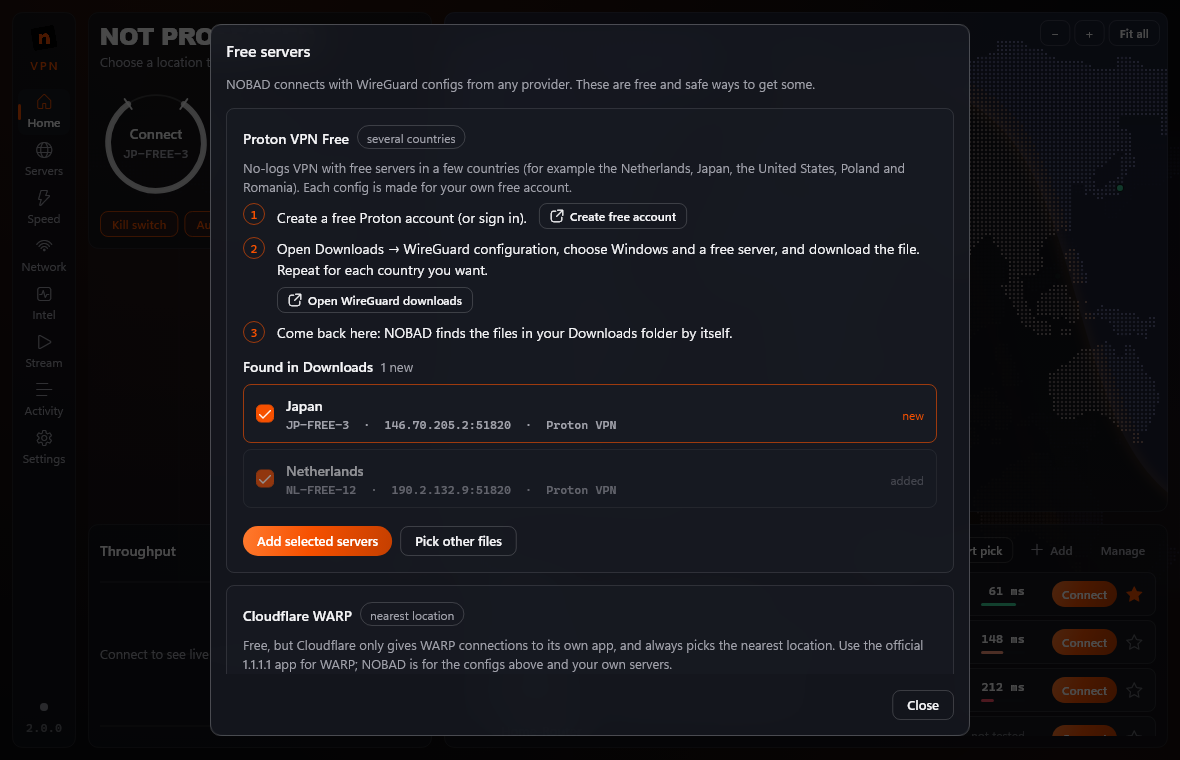 n
VPN
Home
Servers
Speed
Network
Intel
Stream
Activity
Settings
2.0.0
NOT PRO
Choose a location t
Connect
JP-FREE-3
Kill switch
Au
− + Fit all
Free servers
NOBAD connects with WireGuard configs from any provider. These are free and safe ways to get some.
Proton VPN Free several countries
No-logs VPN with free servers in a few countries (for example the Netherlands, Japan, the United States, Poland and
Romania). Each config is made for your own free account.
1 Create a free Proton account (or sign in). Create free account
2 Open Downloads → WireGuard configuration, choose Windows and a free server, and download the file.
Repeat for each country you want.
Open WireGuard downloads
3 Come back here: NOBAD finds the files in your Downloads folder by itself.
Found in Downloads 1 new
Japan
JP-FREE-3 · 146.70.205.2:51820 · Proton VPN
new
Netherlands
NL-FREE-12 · 190.2.132.9:51820 · Proton VPN
added
Add selected servers Pick other files
Cloudflare WARP nearest location
Free, but Cloudflare only gives WARP connections to its own app, and always picks the nearest location. Use the official
1.1.1.1 app for WARP; NOBAD is for the configs above and your own servers.
Close
Throughput
Connect to see live
rt pick + Add Manage
61 ms Connect
148 ms Connect
212 ms Connect
not tested Connect